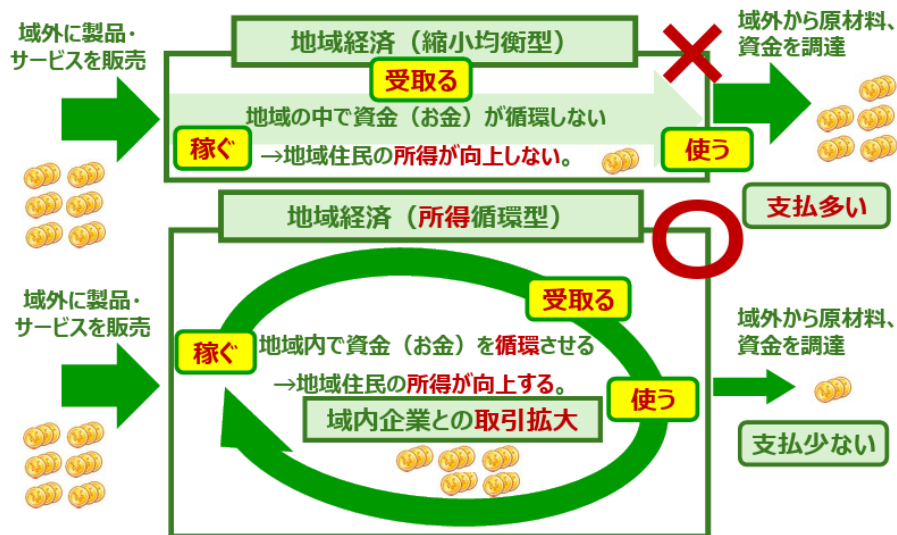 域外に製品・
サービスを販売
地域経済（縮小均衡型）
受取る
地域の中で資金（お金）が循環しない
稼ぐ
→地域住民の所得が向上しない。
使う
域外から原材料、
資金を調達
支払多い
地域経済（所得循環型）
域外に製品・
サービスを販売
受取る
稼ぐ
地域内で資金（お金）を循環させる
→地域住民の所得が向上する。
使う
域内企業との取引拡大
域外から原材料、
資金を調達
支払少ない